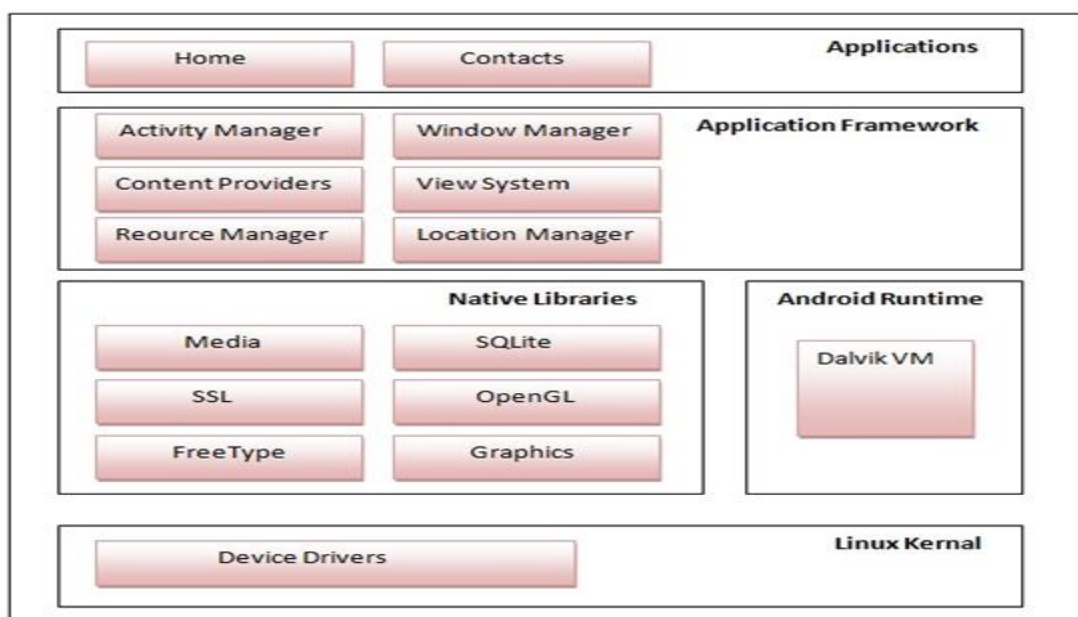 Applications
Home
Contacts
Application Framework
Activity Manager
Window Manager
Content Providers
View System
Reource Manager
Location Manager
Native Libraries
Media
SQLite
SSL
OpenGL
FreeType
Graphics
Android Runtime
Dalvik VM
Linux Kernal
Device Drivers